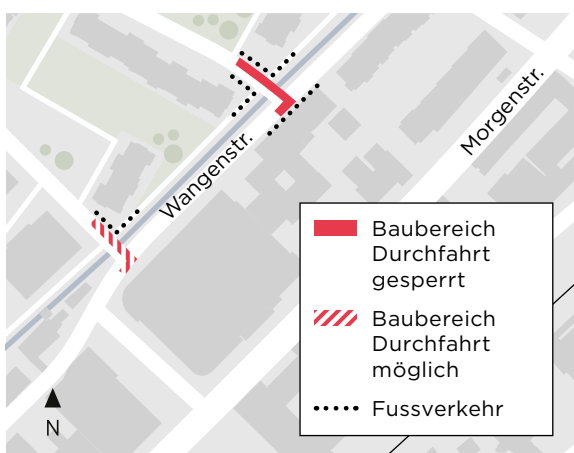 Morgenstr.
Wangenstr.
Baubereich
Durchfahrt
gesperrt
Baubereich
Durchfahrt
möglich
Fussverkehr
N